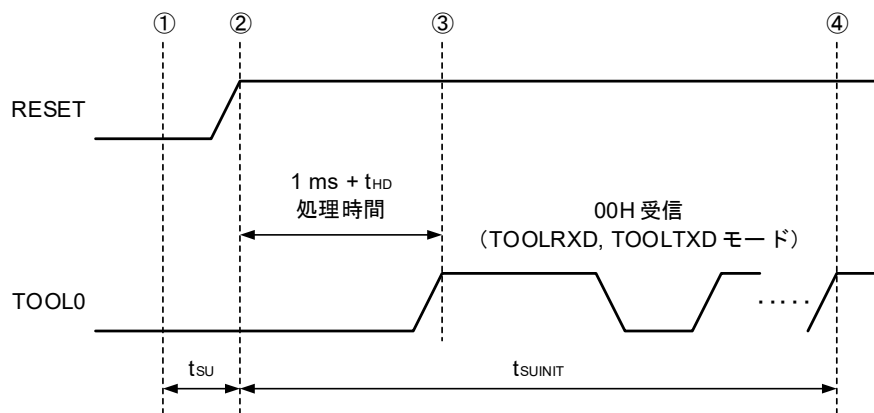 ① ② ③ ④
RESET
1 ms + tHD
処理時間
00H 受信
（TOOLRXD, TOOLTXD モード）
TOOL0
.....
tSU
tSUINIT